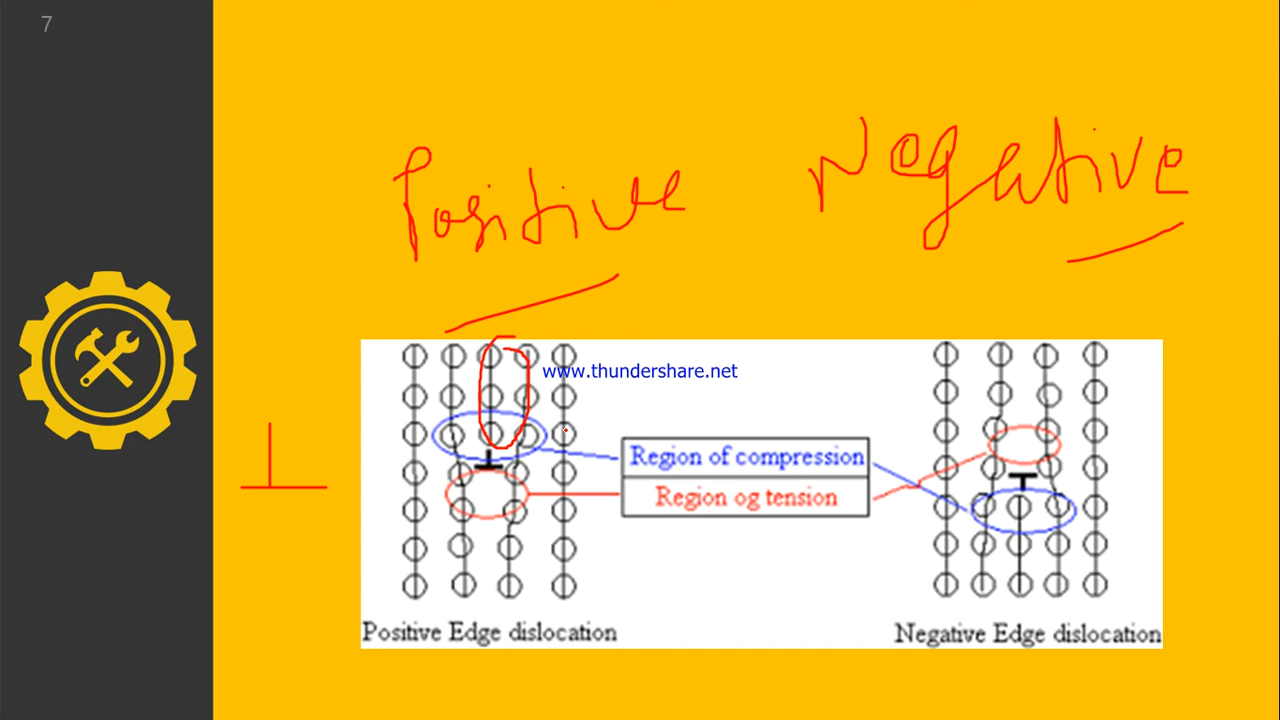 7
Positive
Negative
www.thundershare.net
Region of compression
Region og tension
Positive Edge dislocation
Negative Edge dislocation